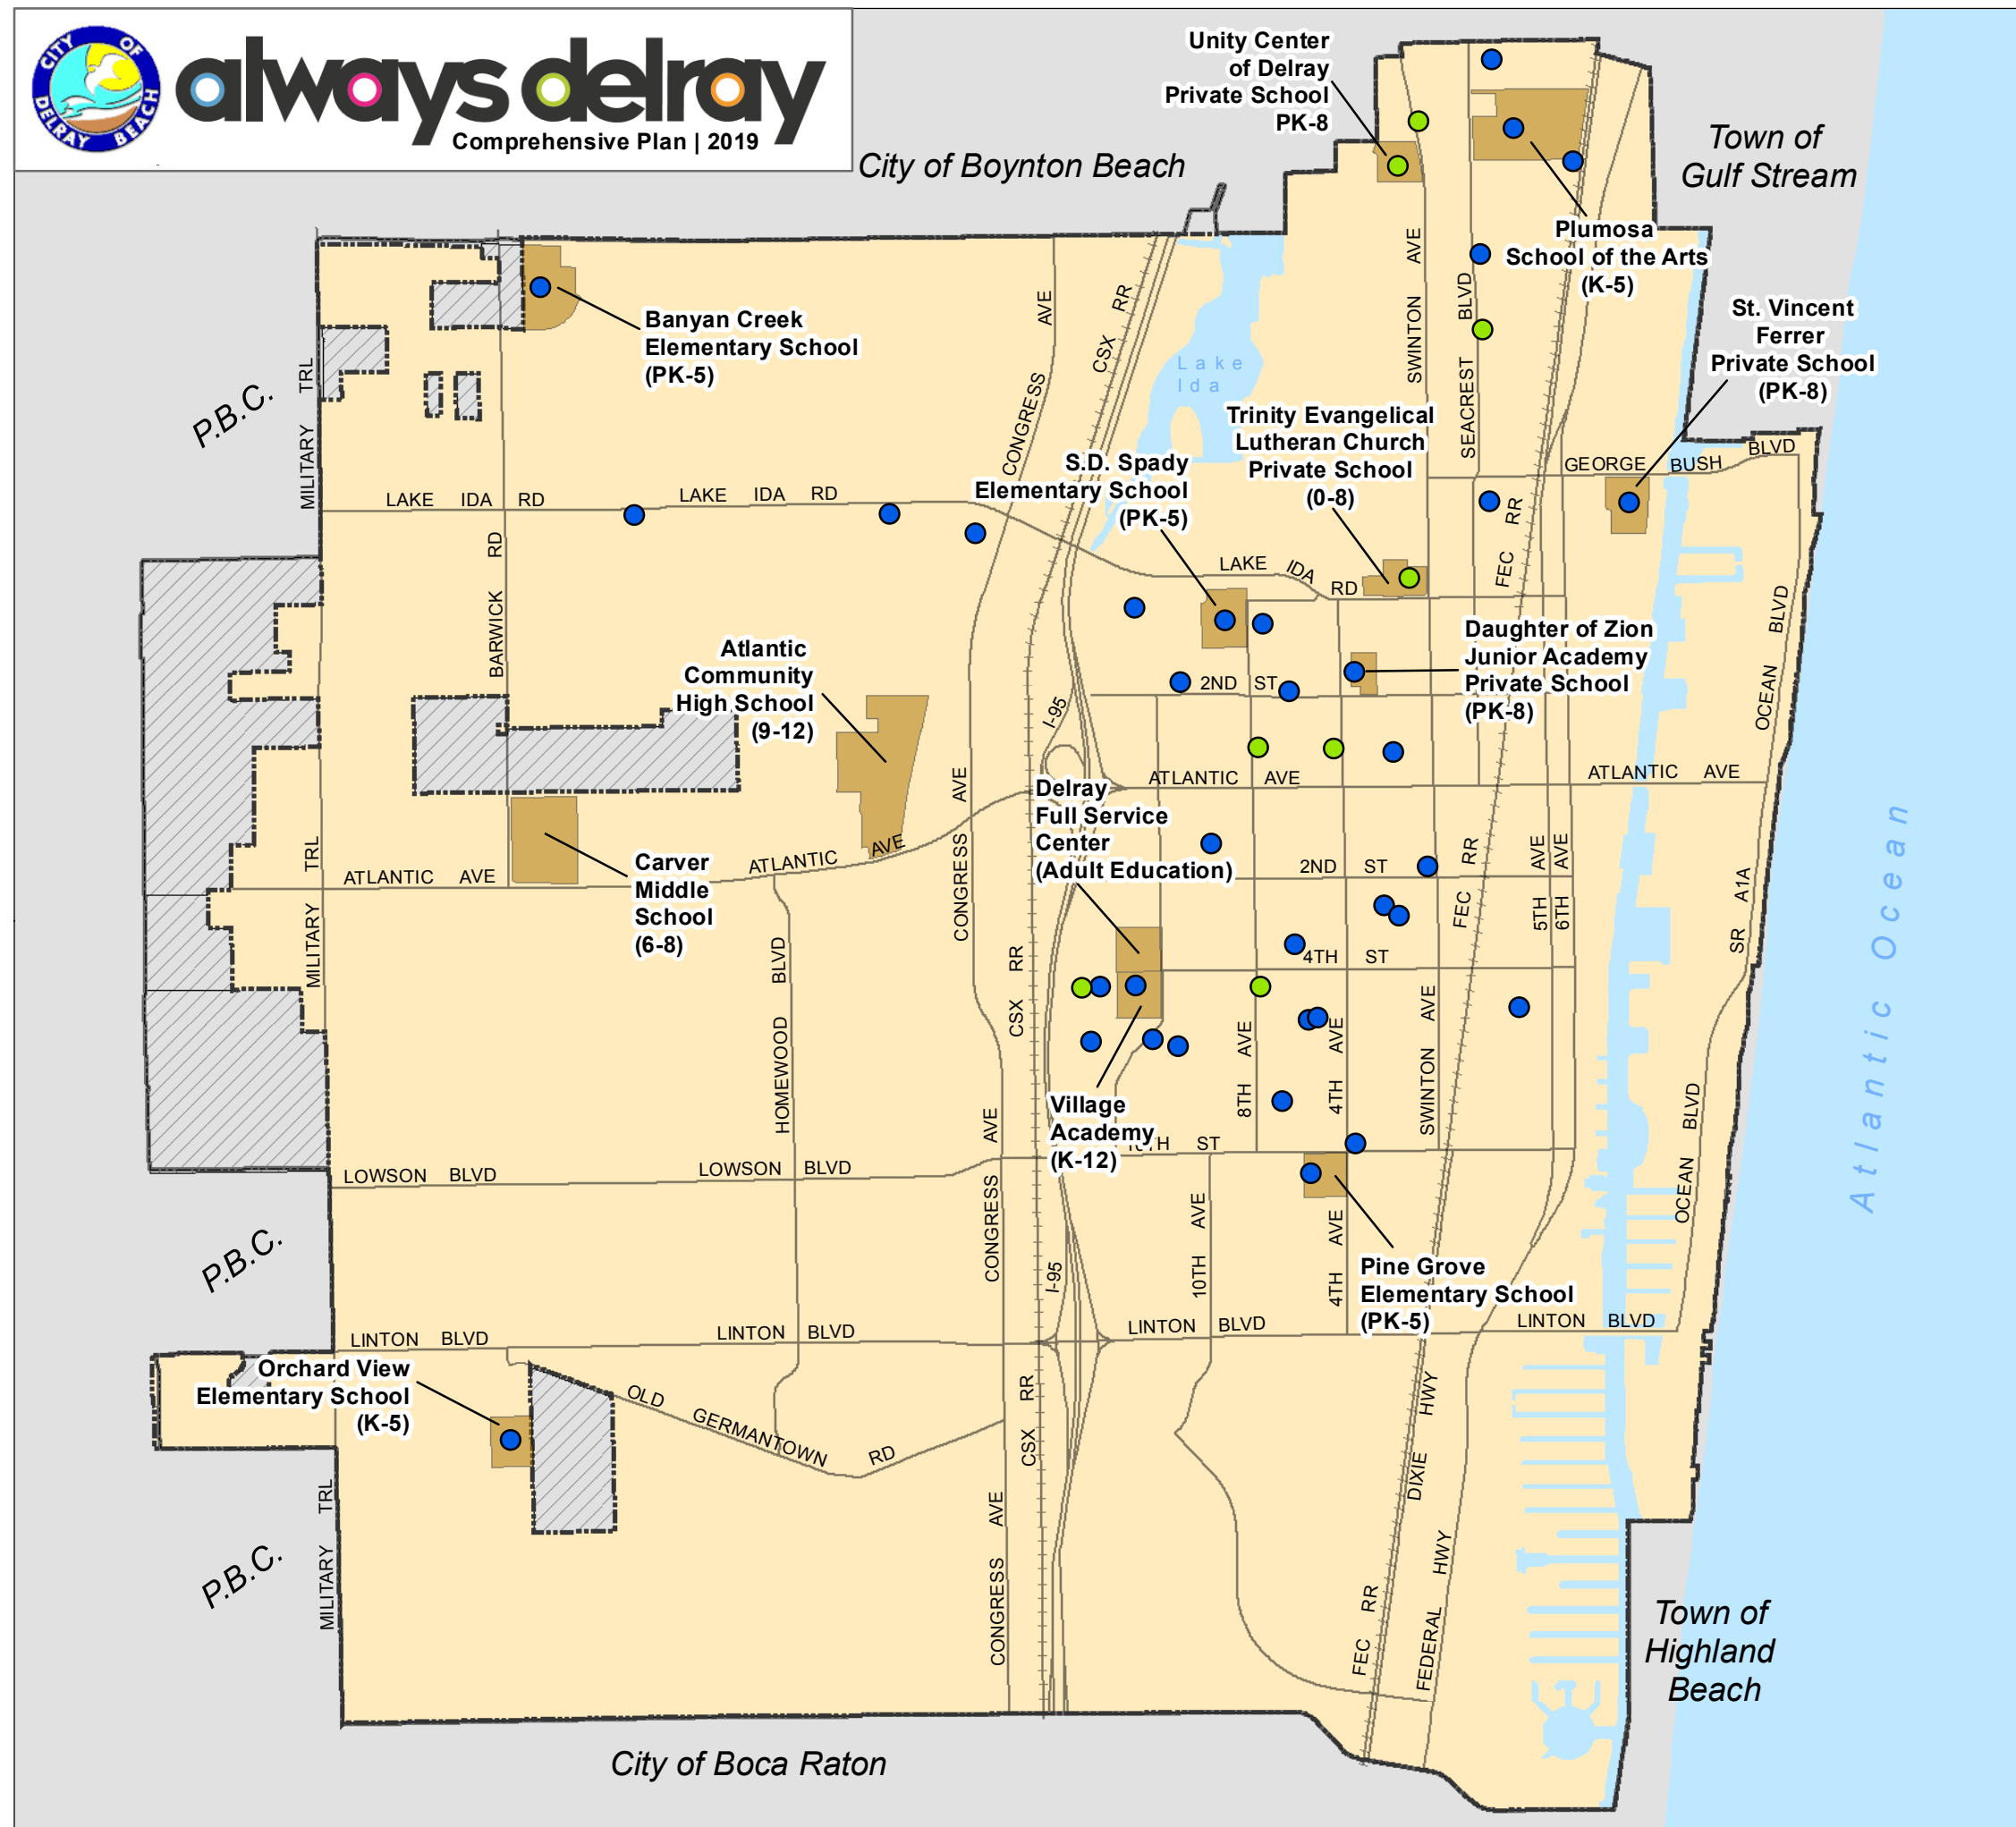 CITY OF
DELRAY BEACH
always delray
Comprehensive Plan | 2019
City of Boynton Beach
Unity Center
of Delray
Private School
PK-8
Town of
Gulf Stream
Plumosa
School of the Arts
(K-5)
St. Vincent
Ferrer
Private School
(PK-8)
Banyan Creek
Elementary School
(PK-5)
Lake
Ida
Trinity Evangelical
Lutheran Church
Private School
(0-8)
S.D. Spady
Elementary School
(PK-5)
P.B.C.
MILITARY TRL
AVE
CONGRESS
CSX RR
SWINTON AVE
SEACREST BLVD
GEORGE BUSH BLVD
LAKE IDA RD
LAKE IDA RD
LAKE IDA RD
BARWICK RD
FEC RR
Atlantic
Community
High School
(9-12)
Daughter of Zion
Junior Academy
Private School
(PK-8)
2ND ST
I-95
OCEAN BLVD
ATLANTIC AVE
ATLANTIC AVE
Delray
Full Service
Center
(Adult Education)
Carver
Middle
School
(6-8)
ATLANTIC AVE
ATLANTIC AVE
MILITARY TRL
CONGRESS AVE
2ND ST
FEC RR
5TH AVE
6TH AVE
SR A1A
Atlantic Ocean
4TH ST
HOMEWOOD BLVD
CSX RR
8TH AVE
4TH AVE
SWINTON AVE
Village
Academy
(K-12)
ST
LOWSON BLVD
LOWSON BLVD
CONGRESS AVE
OCEAN BLVD
P.B.C.
I-95
10TH AVE
4TH AVE
Pine Grove
Elementary School
(PK-5)
LINTON BLVD
LINTON BLVD
LINTON BLVD
LINTON BLVD
Orchard View
Elementary School
(K-5)
OLD GERMANTOWN RD
CSX RR
DIXIE HWY
P.B.C.
MILITARY TRL
CONGRESS AVE
FEC RR
FEDERAL HWY
Town of
Highland
Beach
City of Boca Raton